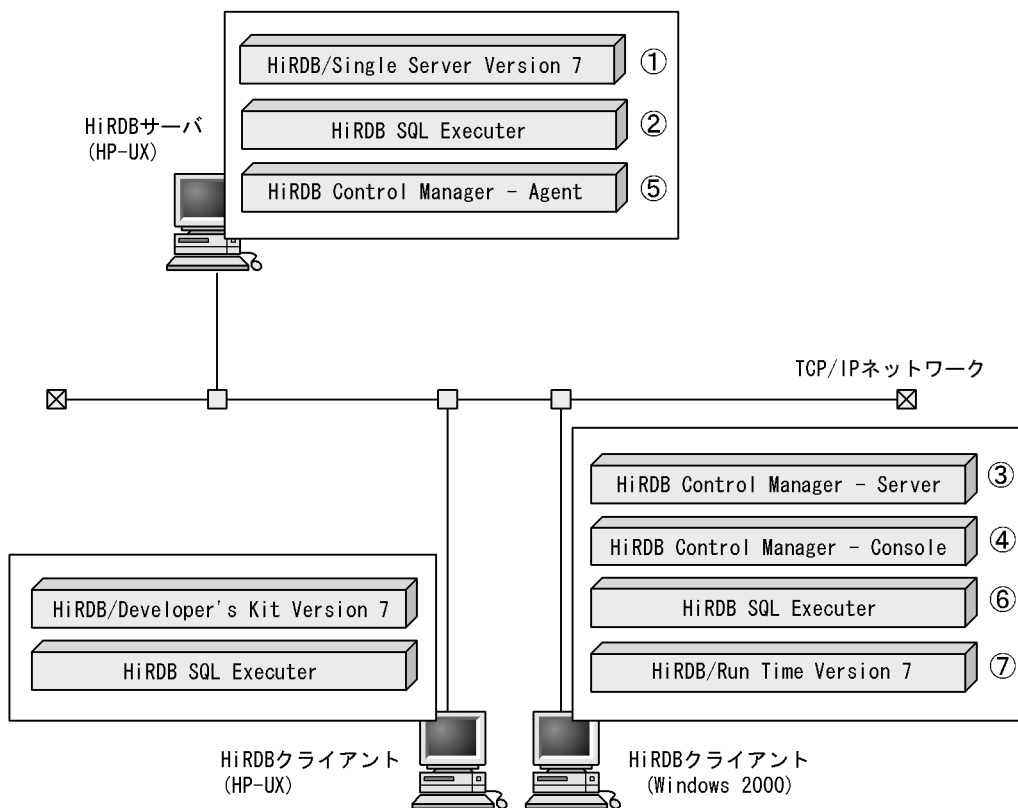 HiRDB/Single Server Version 7 ①
HiRDB SQL Executer ②
HiRDB Control Manager - Agent ⑤
HiRDBサーバ
(HP-UX)
TCP/IPネットワーク
HiRDB Control Manager - Server ③
HiRDB Control Manager - Console ④
HiRDB SQL Executer ⑥
HiRDB/Run Time Version 7 ⑦
HiRDB/Developer's Kit Version 7
HiRDB SQL Executer
HiRDBクライアント
(HP-UX)
HiRDBクライアント
(Windows 2000)